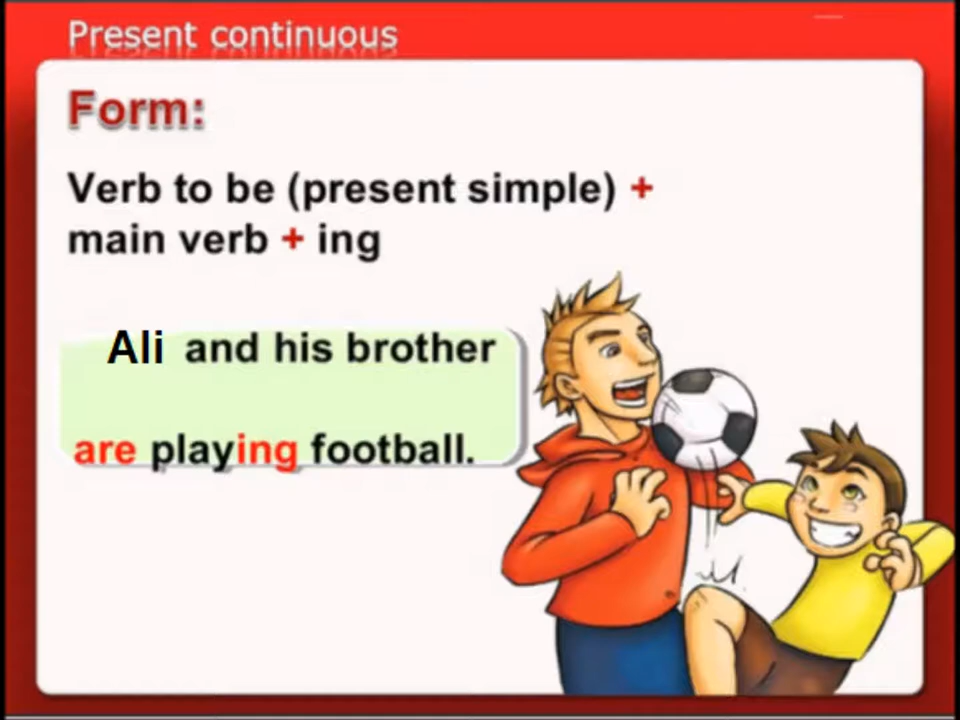 Present continuous
Form:
Verb to be (present simple) +
main verb + ing
Ali and his brother
are playing football.